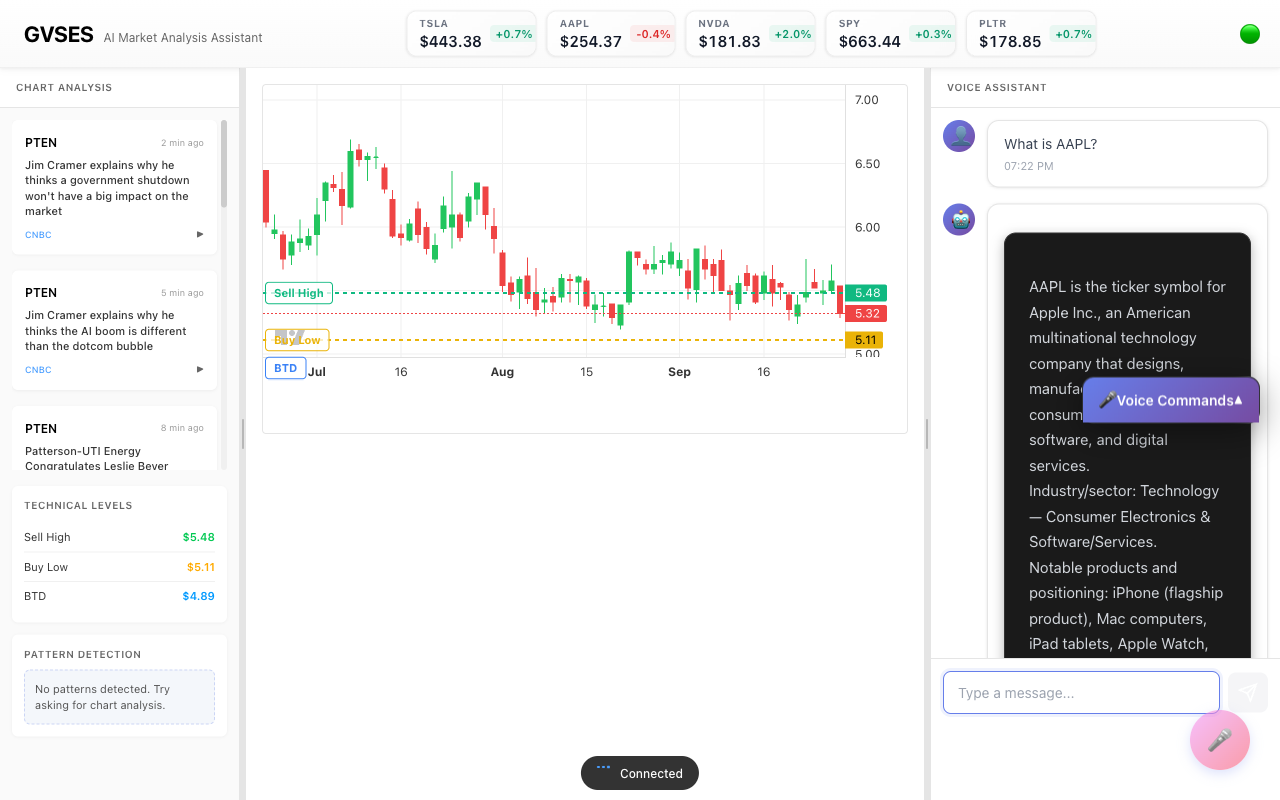 GVSES AI Market Analysis Assistant
TSLA
$443.38 +0.7%
AAPL
$254.37 -0.4%
NVDA
$181.83 +2.0%
SPY
$663.44 +0.3%
PLTR
$178.85 +0.7%
CHART ANALYSIS
PTEN 2 min ago
Jim Cramer explains why he
thinks a government shutdown
won't have a big impact on the
market
CNBC
PTEN 5 min ago
Jim Cramer explains why he
thinks the AI boom is different
than the dotcom bubble
CNBC
PTEN 8 min ago
Patterson-UTI Energy
Congratulates Leslie Beyer
TECHNICAL LEVELS
Sell High $5.48
Buy Low $5.11
BTD $4.89
PATTERN DETECTION
No patterns detected. Try
asking for chart analysis.
7.00
6.50
6.00
Sell High 5.48
5.32
Buy Low 5.11
5.00
BTD
Jul 16 Aug 15 Sep 16
Connected
VOICE ASSISTANT
What is AAPL?
07:22 PM
AAPL is the ticker symbol for
Apple Inc., an American
multinational technology
company that designs,
Voice Commands
software, and digital
services.
Industry/sector: Technology
— Consumer Electronics &
Software/Services.
Notable products and
positioning: iPhone (flagship
product), Mac computers,
iPad tablets, Apple Watch,
Type a message...